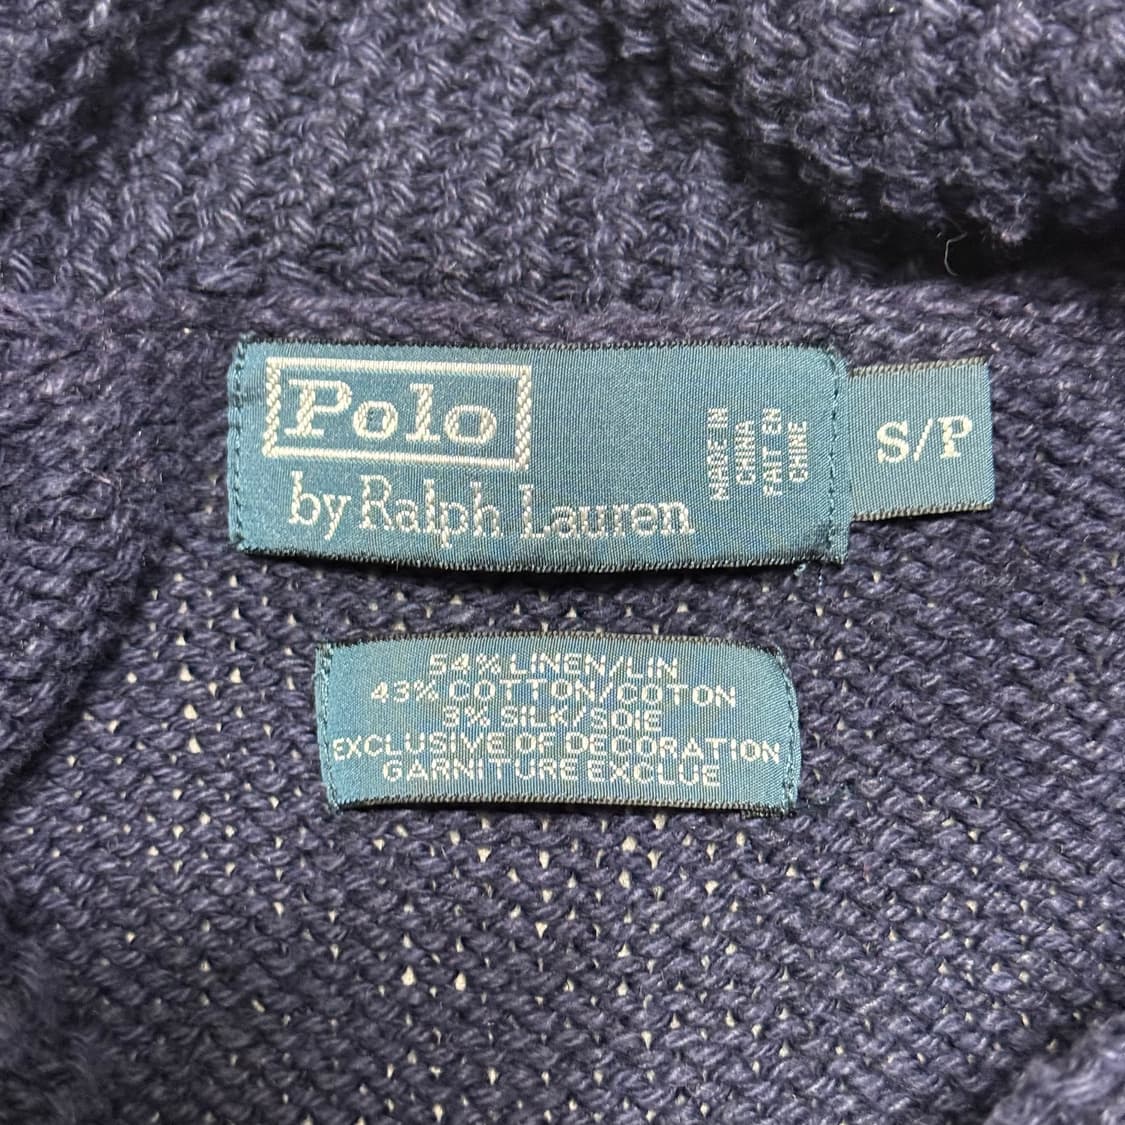 Polo
by Ralph Lauren
MADE IN
CHINA
FAIT EN
CHINE
S/P
54% LINEN/LIN
43% COTTON/COTON
3% SILK/SOIE
EXCLUSIVE OF DECORATION
GARNITURE EXCLUE